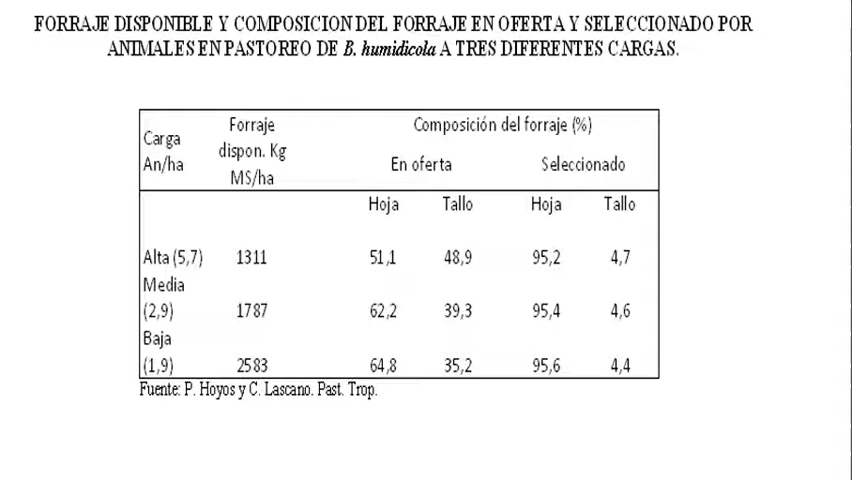 FORRAJE DISPONIBLE Y COMPOSICION DEL FORRAJE EN OFERTA Y SELECCIONADO POR
ANIMALES EN PASTOREO DE B. humidicola A TRES DIFERENTES CARGAS.
Carga An/ha Forraje dispon. Kg MS/ha Composición del forraje (%)
En oferta Seleccionado
Hoja Tallo Hoja Tallo
Alta (5,7) 1311 51,1 48,9 95,2 4,7
Media
(2,9) 1787 62,2 39,3 95,4 4,6
Baja
(1,9) 2583 64,8 35,2 95,6 4,4
Fuente: P. Hoyos y C. Lascano. Past. Trop.